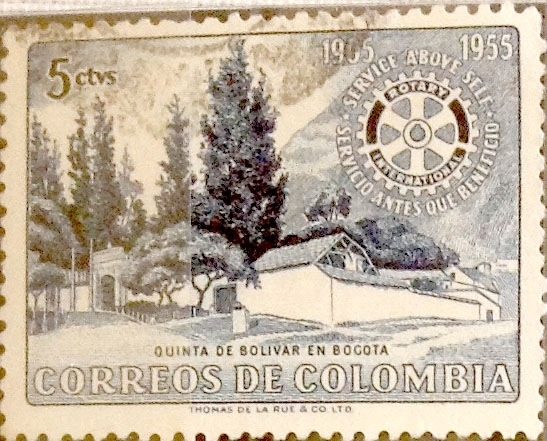 5 ctvs
1905 1955
SERVICE ABOVE SELF
ROTARY
INTERNATIONAL
SERVICIO ANTES QUE BENEFICIO
QUINTA DE BOLIVAR EN BOGOTA
CORREOS DE COLOMBIA
THOMAS DE LA RUE & CO. LTD.